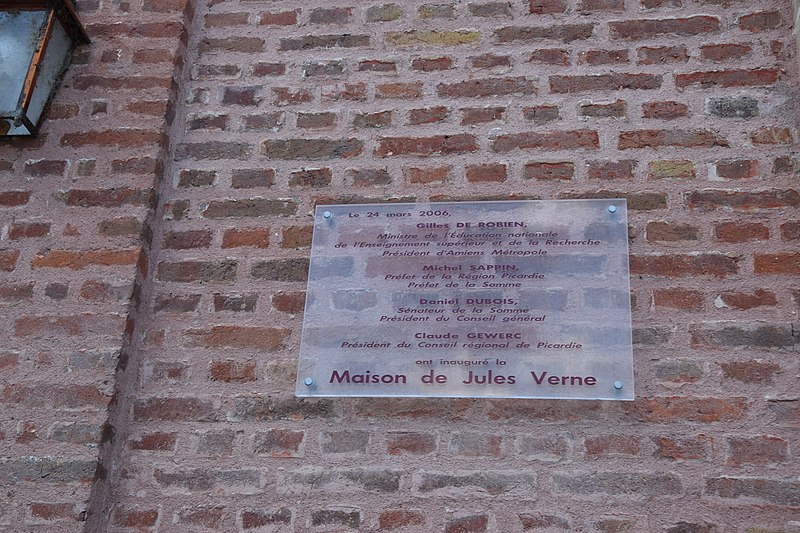 Le 24 mars 2006,
Gilles DE ROBIEN,
Ministre de l'Éducation nationale
de l'Enseignement supérieur et de la Recherche
Président d'Amiens Métropole
Michel SAPPIN,
Préfet de la Région Picardie
Préfet de la Somme
Daniel DUBOIS,
Sénateur de la Somme
Président du Conseil général
Claude GEWERC
Président du Conseil régional de Picardie
ont inauguré la
Maison de Jules Verne